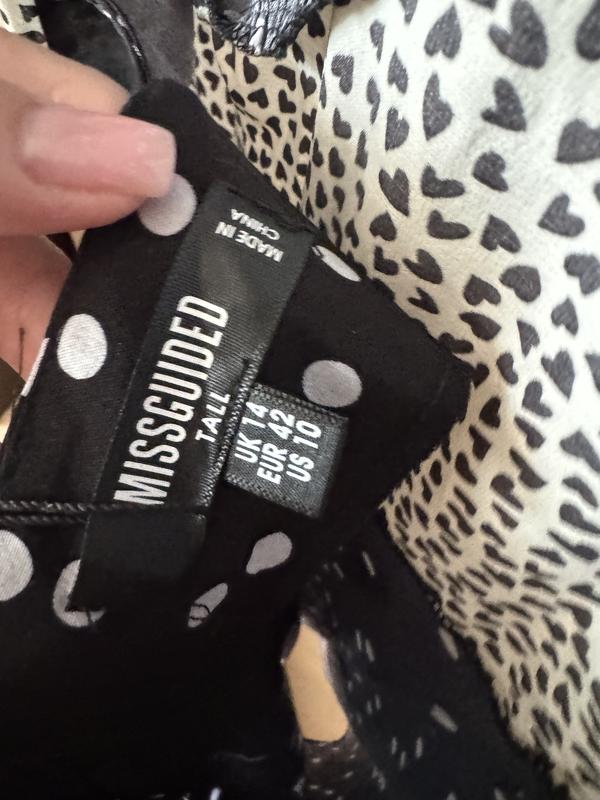 MISSGUIDED
TALL
MADE IN
CHINA
UK 14
EUR 42
US 10